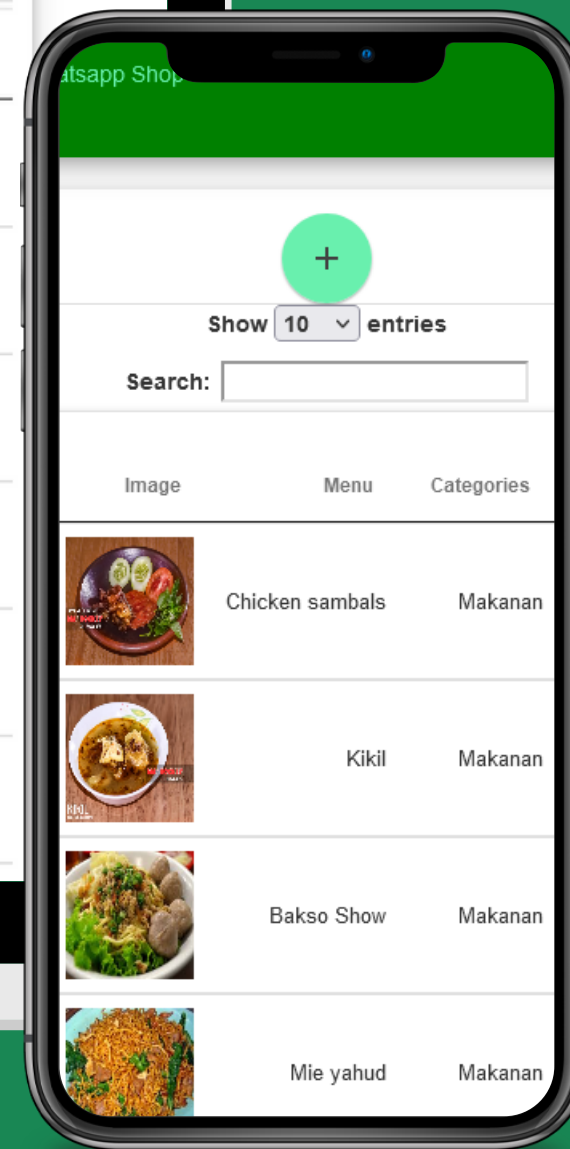 atsapp Shop
+
Show 10 entries
Search:
Image Menu Categories
Chicken sambals Makanan
Kikil Makanan
KIKIL
Bakso Show Makanan
Mie yahud Makanan